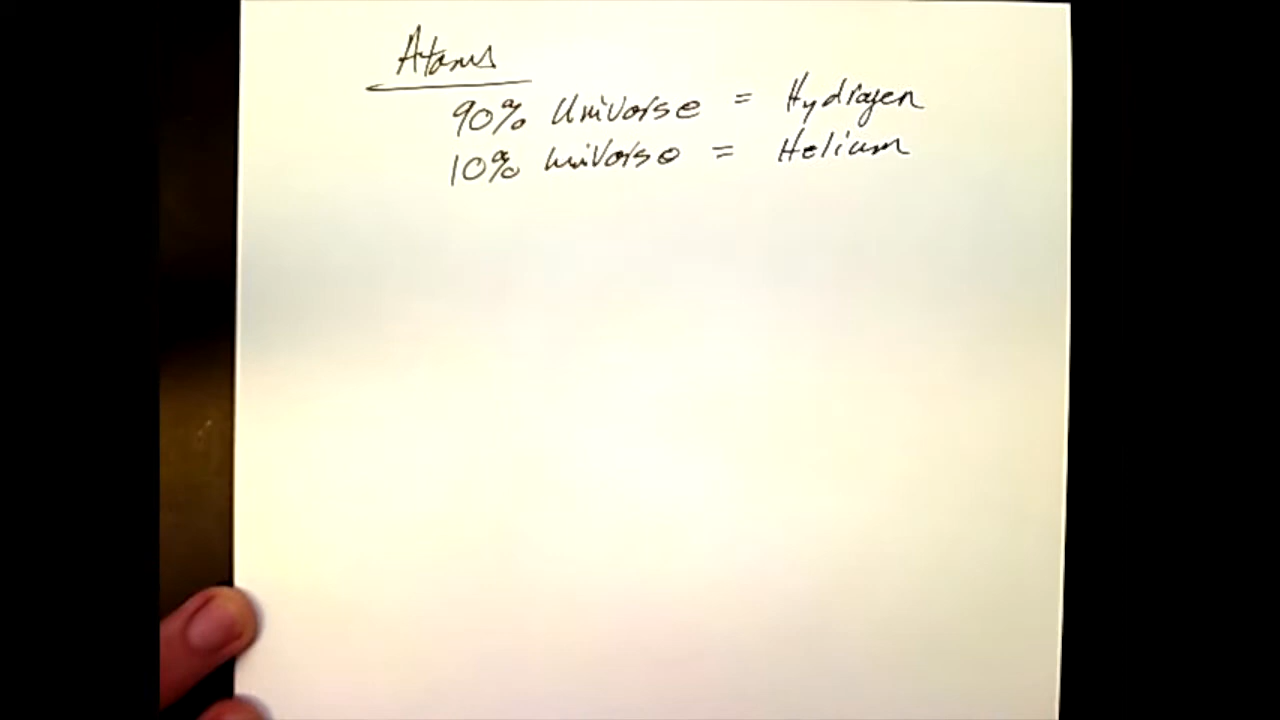 Atoms
90% Universe = Hydrogen
10% universe = Helium